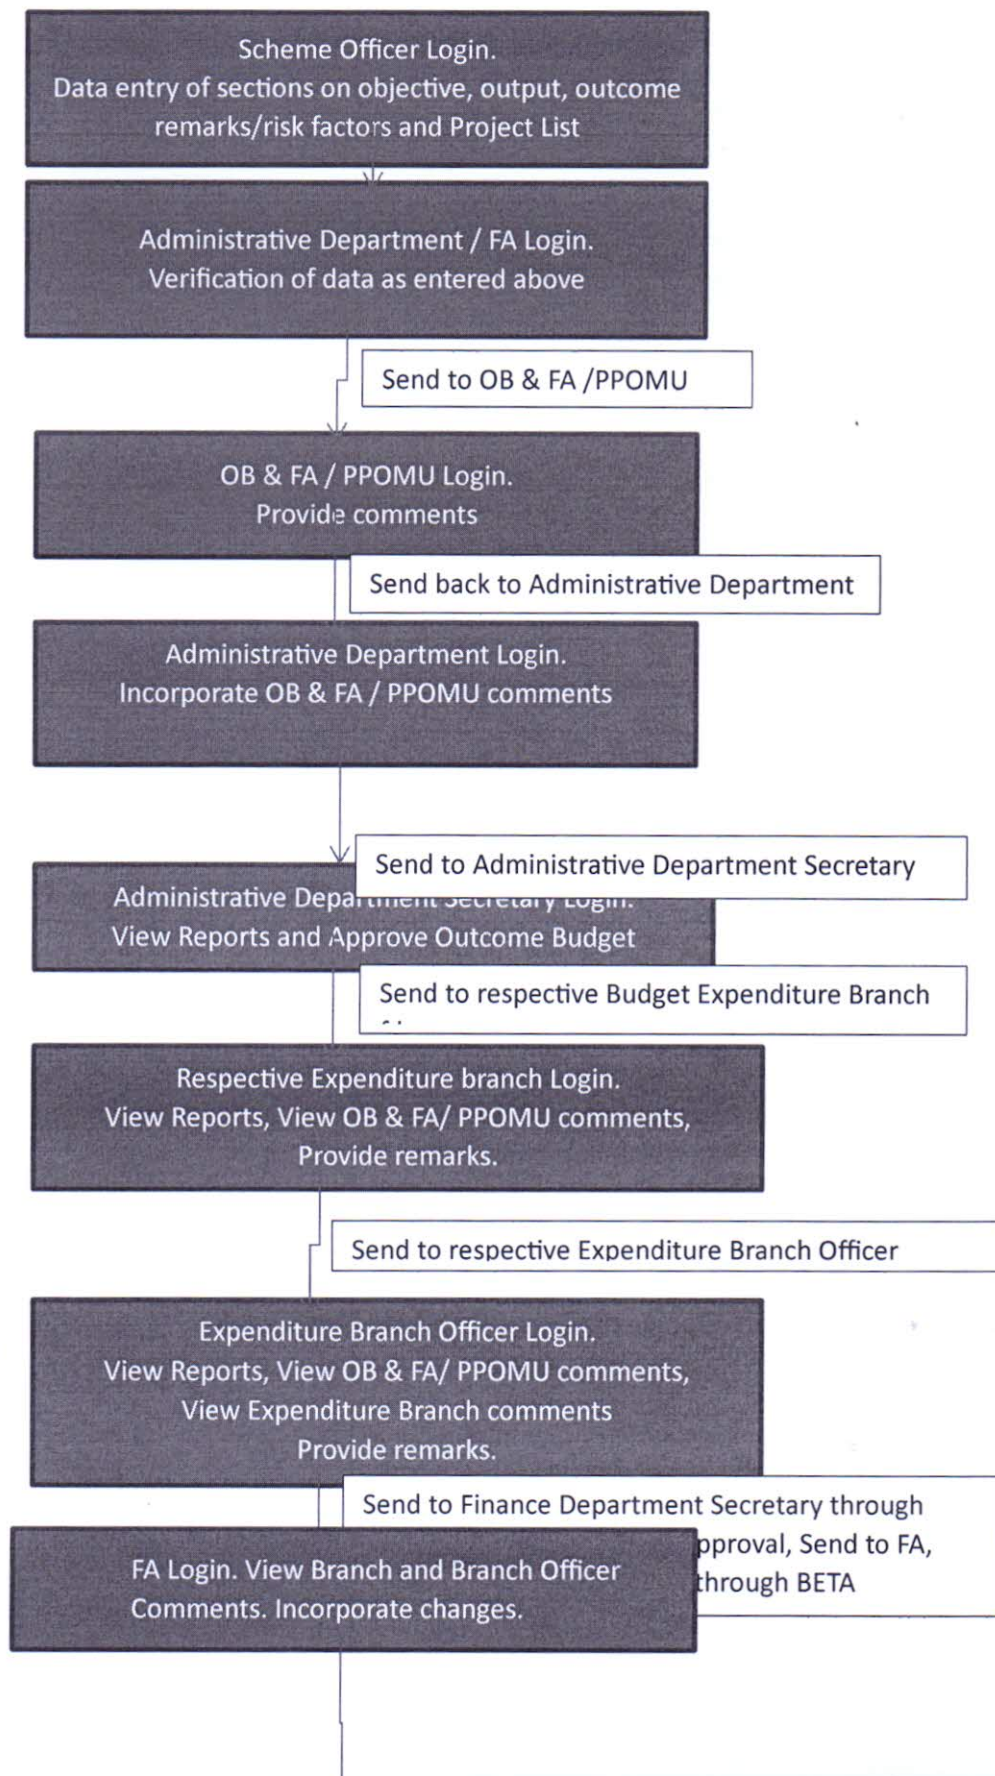 Scheme Officer Login.
Data entry of sections on objective, output, outcome
remarks/risk factors and Project List
Administrative Department / FA Login.
Verification of data as entered above
Send to OB & FA /PPOMU
OB & FA / PPOMU Login.
Provide comments
Send back to Administrative Department
Administrative Department Login.
Incorporate OB & FA / PPOMU comments
Send to Administrative Department Secretary
Administrative Department Secretary Login.
View Reports and Approve Outcome Budget
Send to respective Budget Expenditure Branch
Respective Expenditure branch Login.
View Reports, View OB & FA/ PPOMU comments,
Provide remarks.
Send to respective Expenditure Branch Officer
Expenditure Branch Officer Login.
View Reports, View OB & FA/ PPOMU comments,
View Expenditure Branch comments
Provide remarks.
Send to Finance Department Secretary through
pproval, Send to FA,
through BETA
FA Login. View Branch and Branch Officer
Comments. Incorporate changes.